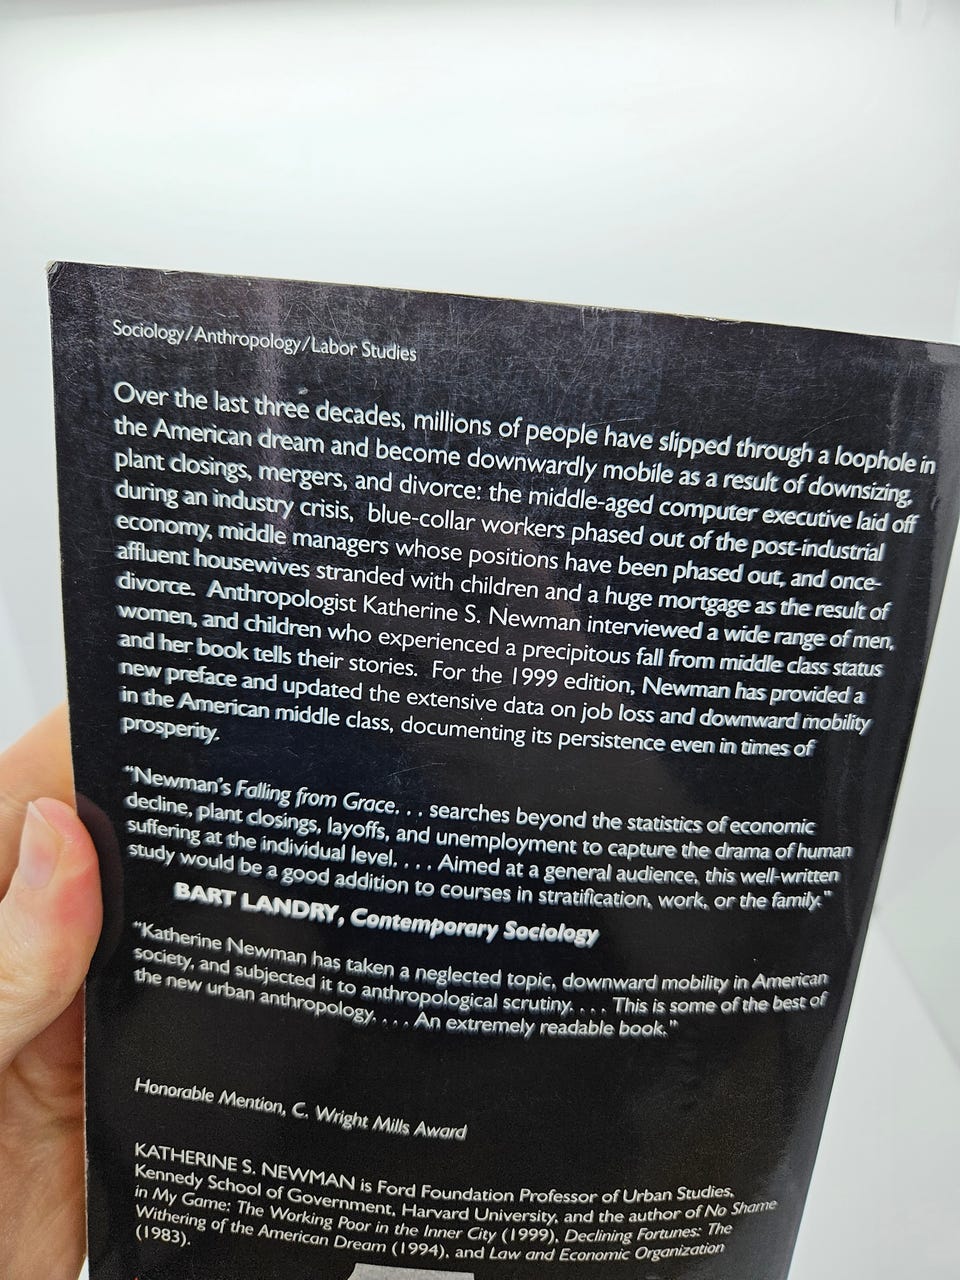 Sociology/Anthropology/Labor Studies
Over the last three decades, millions of people have slipped through a loophole in
the American dream and become downwardly mobile as a result of downsizing,
plant closings, mergers, and divorce: the middle-aged computer executive laid off
during an industry crisis, blue-collar workers phased out of the post-industrial
economy, middle managers whose positions have been phased out, and once-
affluent housewives stranded with children and a huge mortgage as the result of
divorce. Anthropologist Katherine S. Newman interviewed a wide range of men,
women, and children who experienced a precipitous fall from middle class status
and her book tells their stories. For the 1999 edition, Newman has provided a
new preface and updated the extensive data on job loss and downward mobility
in the American middle class, documenting its persistence even in times of
prosperity.
"Newman's Falling from Grace. . . searches beyond the statistics of economic
decline, plant closings, layoffs, and unemployment to capture the drama of human
suffering at the individual level. . . . Aimed at a general audience, this well-written
study would be a good addition to courses in stratification, work, or the family."
BART LANDRY, Contemporary Sociology
"Katherine Newman has taken a neglected topic, downward mobility in American
society, and subjected it to anthropological scrutiny. . . . This is some of the best of
the new urban anthropology. . . . An extremely readable book."
Honorable Mention, C. Wright Mills Award
KATHERINE S. NEWMAN is Ford Foundation Professor of Urban Studies,
Kennedy School of Government, Harvard University, and the author of No Shame
in My Game: The Working Poor in the Inner City (1999), Declining Fortunes: The
Withering of the American Dream (1994), and Law and Economic Organization
(1983).